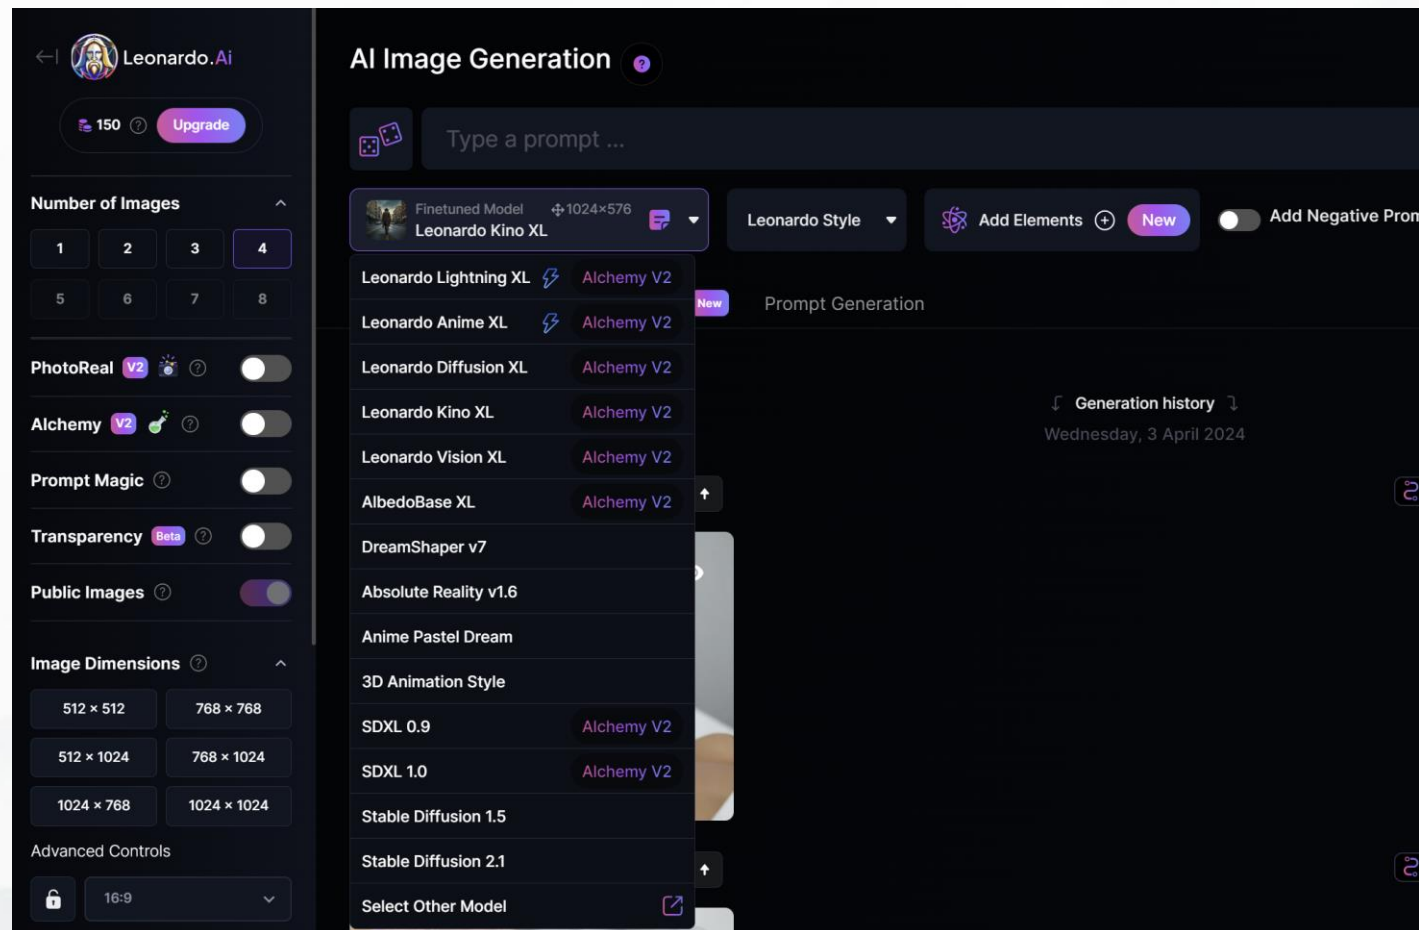 Leonardo.Ai
150 ? Upgrade
Number of Images
1 2 3 4
5 6 7 8
PhotoReal V2 ?
Alchemy V2 ?
Prompt Magic ?
Transparency Beta ?
Public Images ?
Image Dimensions ?
512 × 512 768 × 768
512 × 1024 768 × 1024
1024 × 768 1024 × 1024
Advanced Controls
16:9
AI Image Generation ?
Type a prompt ...
Finetuned Model 1024×576
Leonardo Kino XL
Leonardo Style
Add Elements New
Add Negative Prom
Leonardo Lightning XL Alchemy V2
Leonardo Anime XL Alchemy V2
Leonardo Diffusion XL Alchemy V2
Leonardo Kino XL Alchemy V2
Leonardo Vision XL Alchemy V2
AlbedoBase XL Alchemy V2
DreamShaper v7
Absolute Reality v1.6
Anime Pastel Dream
3D Animation Style
SDXL 0.9 Alchemy V2
SDXL 1.0 Alchemy V2
Stable Diffusion 1.5
Stable Diffusion 2.1
Select Other Model
New Prompt Generation
Generation history
Wednesday, 3 April 2024